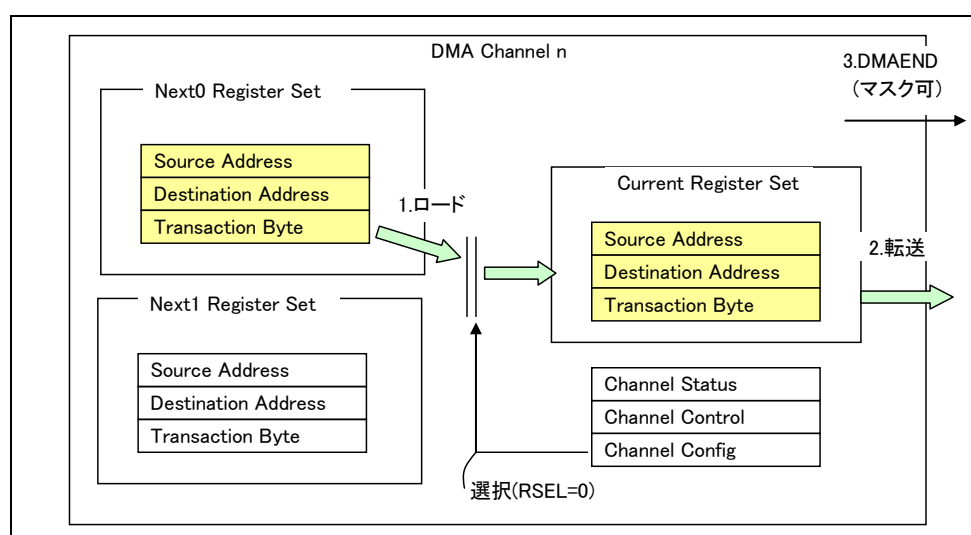 DMA Channel n
3.DMAEND
(マスク可)
Next0 Register Set
Source Address
Destination Address
Transaction Byte
1.ロード
Current Register Set
Source Address
Destination Address
Transaction Byte
2.転送
Next1 Register Set
Source Address
Destination Address
Transaction Byte
Channel Status
Channel Control
Channel Config
選択(RSEL=0)